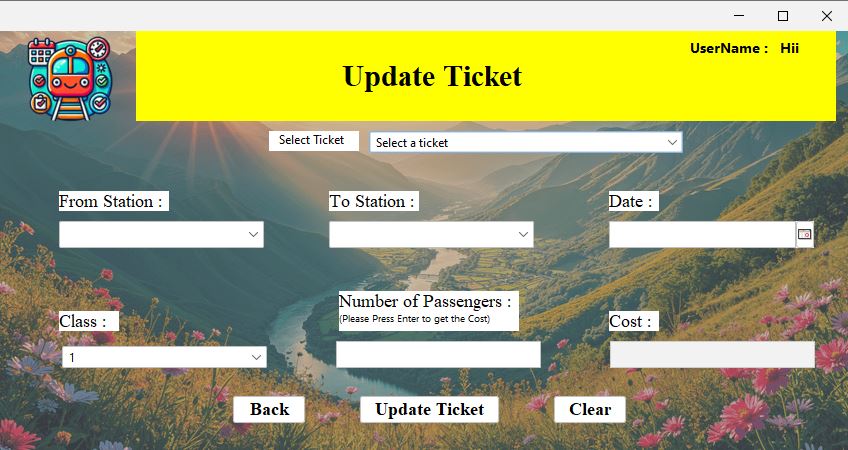 UserName : Hii
Update Ticket
Select Ticket Select a ticket
From Station : To Station : Date :
Number of Passengers :
(Please Press Enter to get the Cost)
Class : Cost :
1
Back Update Ticket Clear